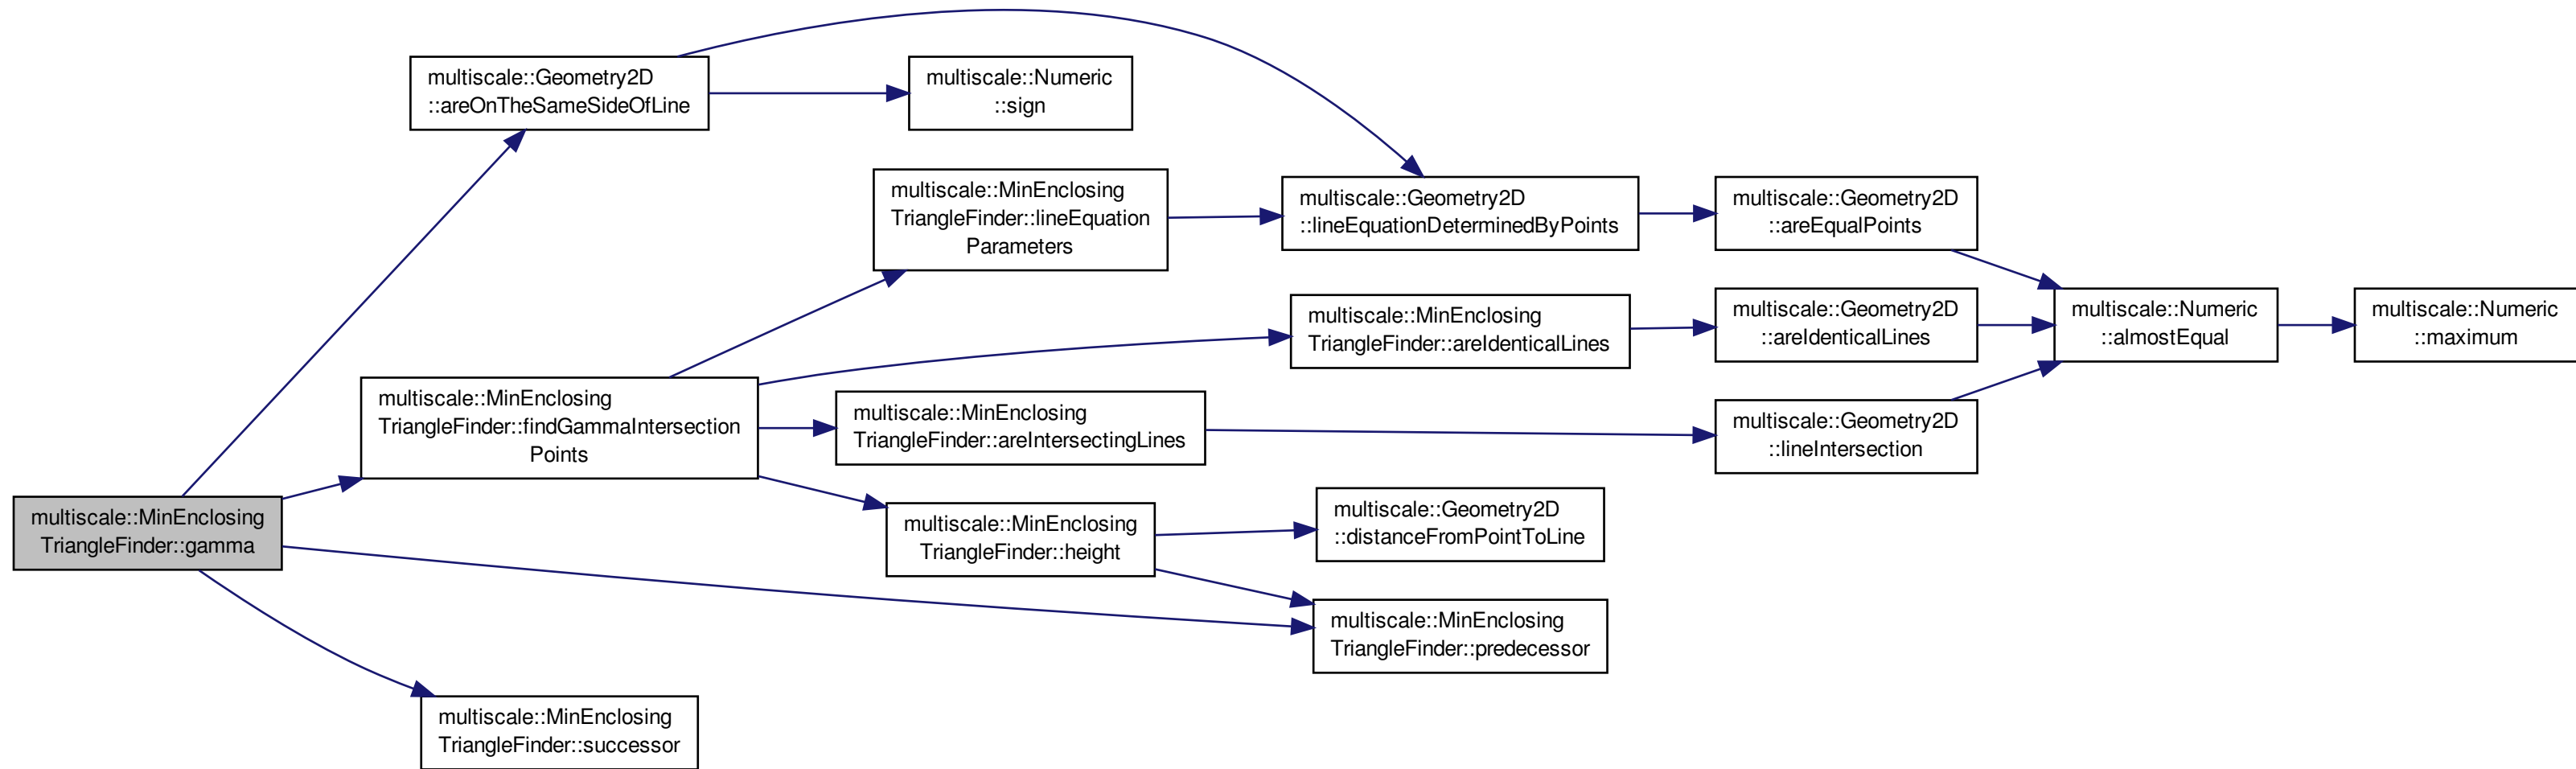 multiscale::MinEnclosing
TriangleFinder::gamma
multiscale::Geometry2D
::areOnTheSameSideOfLine
multiscale::MinEnclosing
TriangleFinder::findGammaIntersection
Points
multiscale::MinEnclosing
TriangleFinder::successor
multiscale::Numeric
::sign
multiscale::MinEnclosing
TriangleFinder::lineEquation
Parameters
multiscale::MinEnclosing
TriangleFinder::areIntersectingLines
multiscale::MinEnclosing
TriangleFinder::height
multiscale::Geometry2D
::lineEquationDeterminedByPoints
multiscale::MinEnclosing
TriangleFinder::areIdenticalLines
multiscale::Geometry2D
::distanceFromPointToLine
multiscale::MinEnclosing
TriangleFinder::predecessor
multiscale::Geometry2D
::areEqualPoints
multiscale::Geometry2D
::areIdenticalLines
multiscale::Geometry2D
::lineIntersection
multiscale::Numeric
::almostEqual
multiscale::Numeric
::maximum